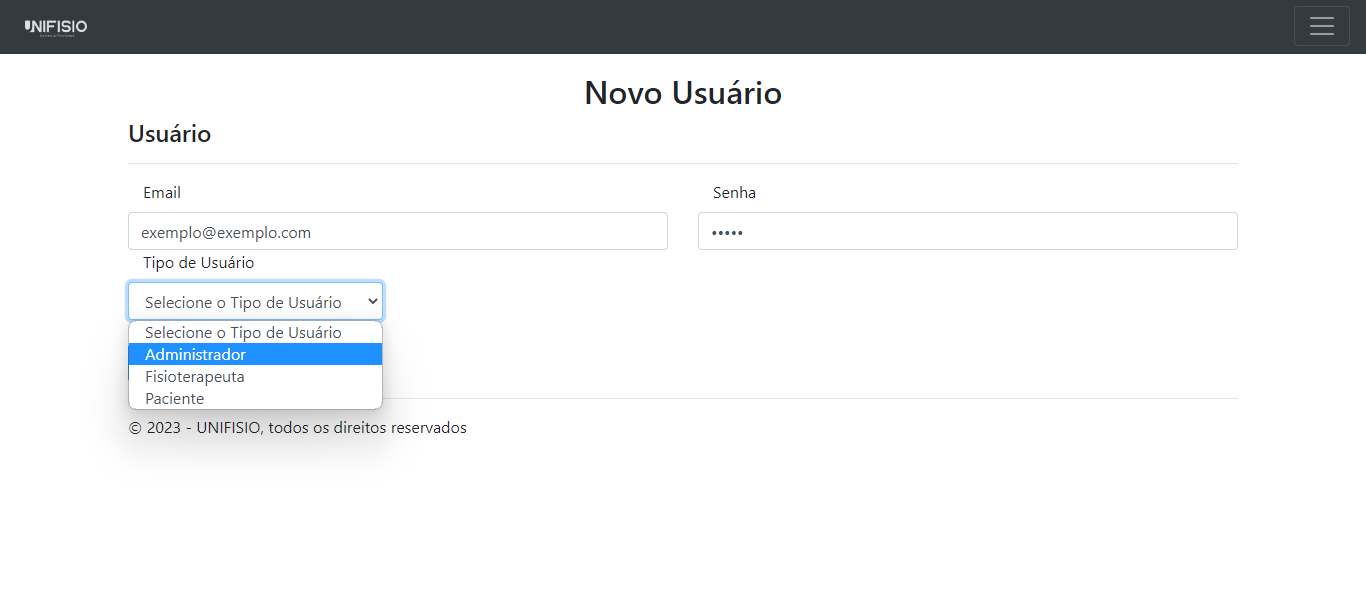 UNIFISIO
Novo Usuário
Usuário
Email
Senha
exemplo@exemplo.com
•••••
Tipo de Usuário
Selecione o Tipo de Usuário
Selecione o Tipo de Usuário
Administrador
Fisioterapeuta
Paciente
© 2023 - UNIFISIO, todos os direitos reservados